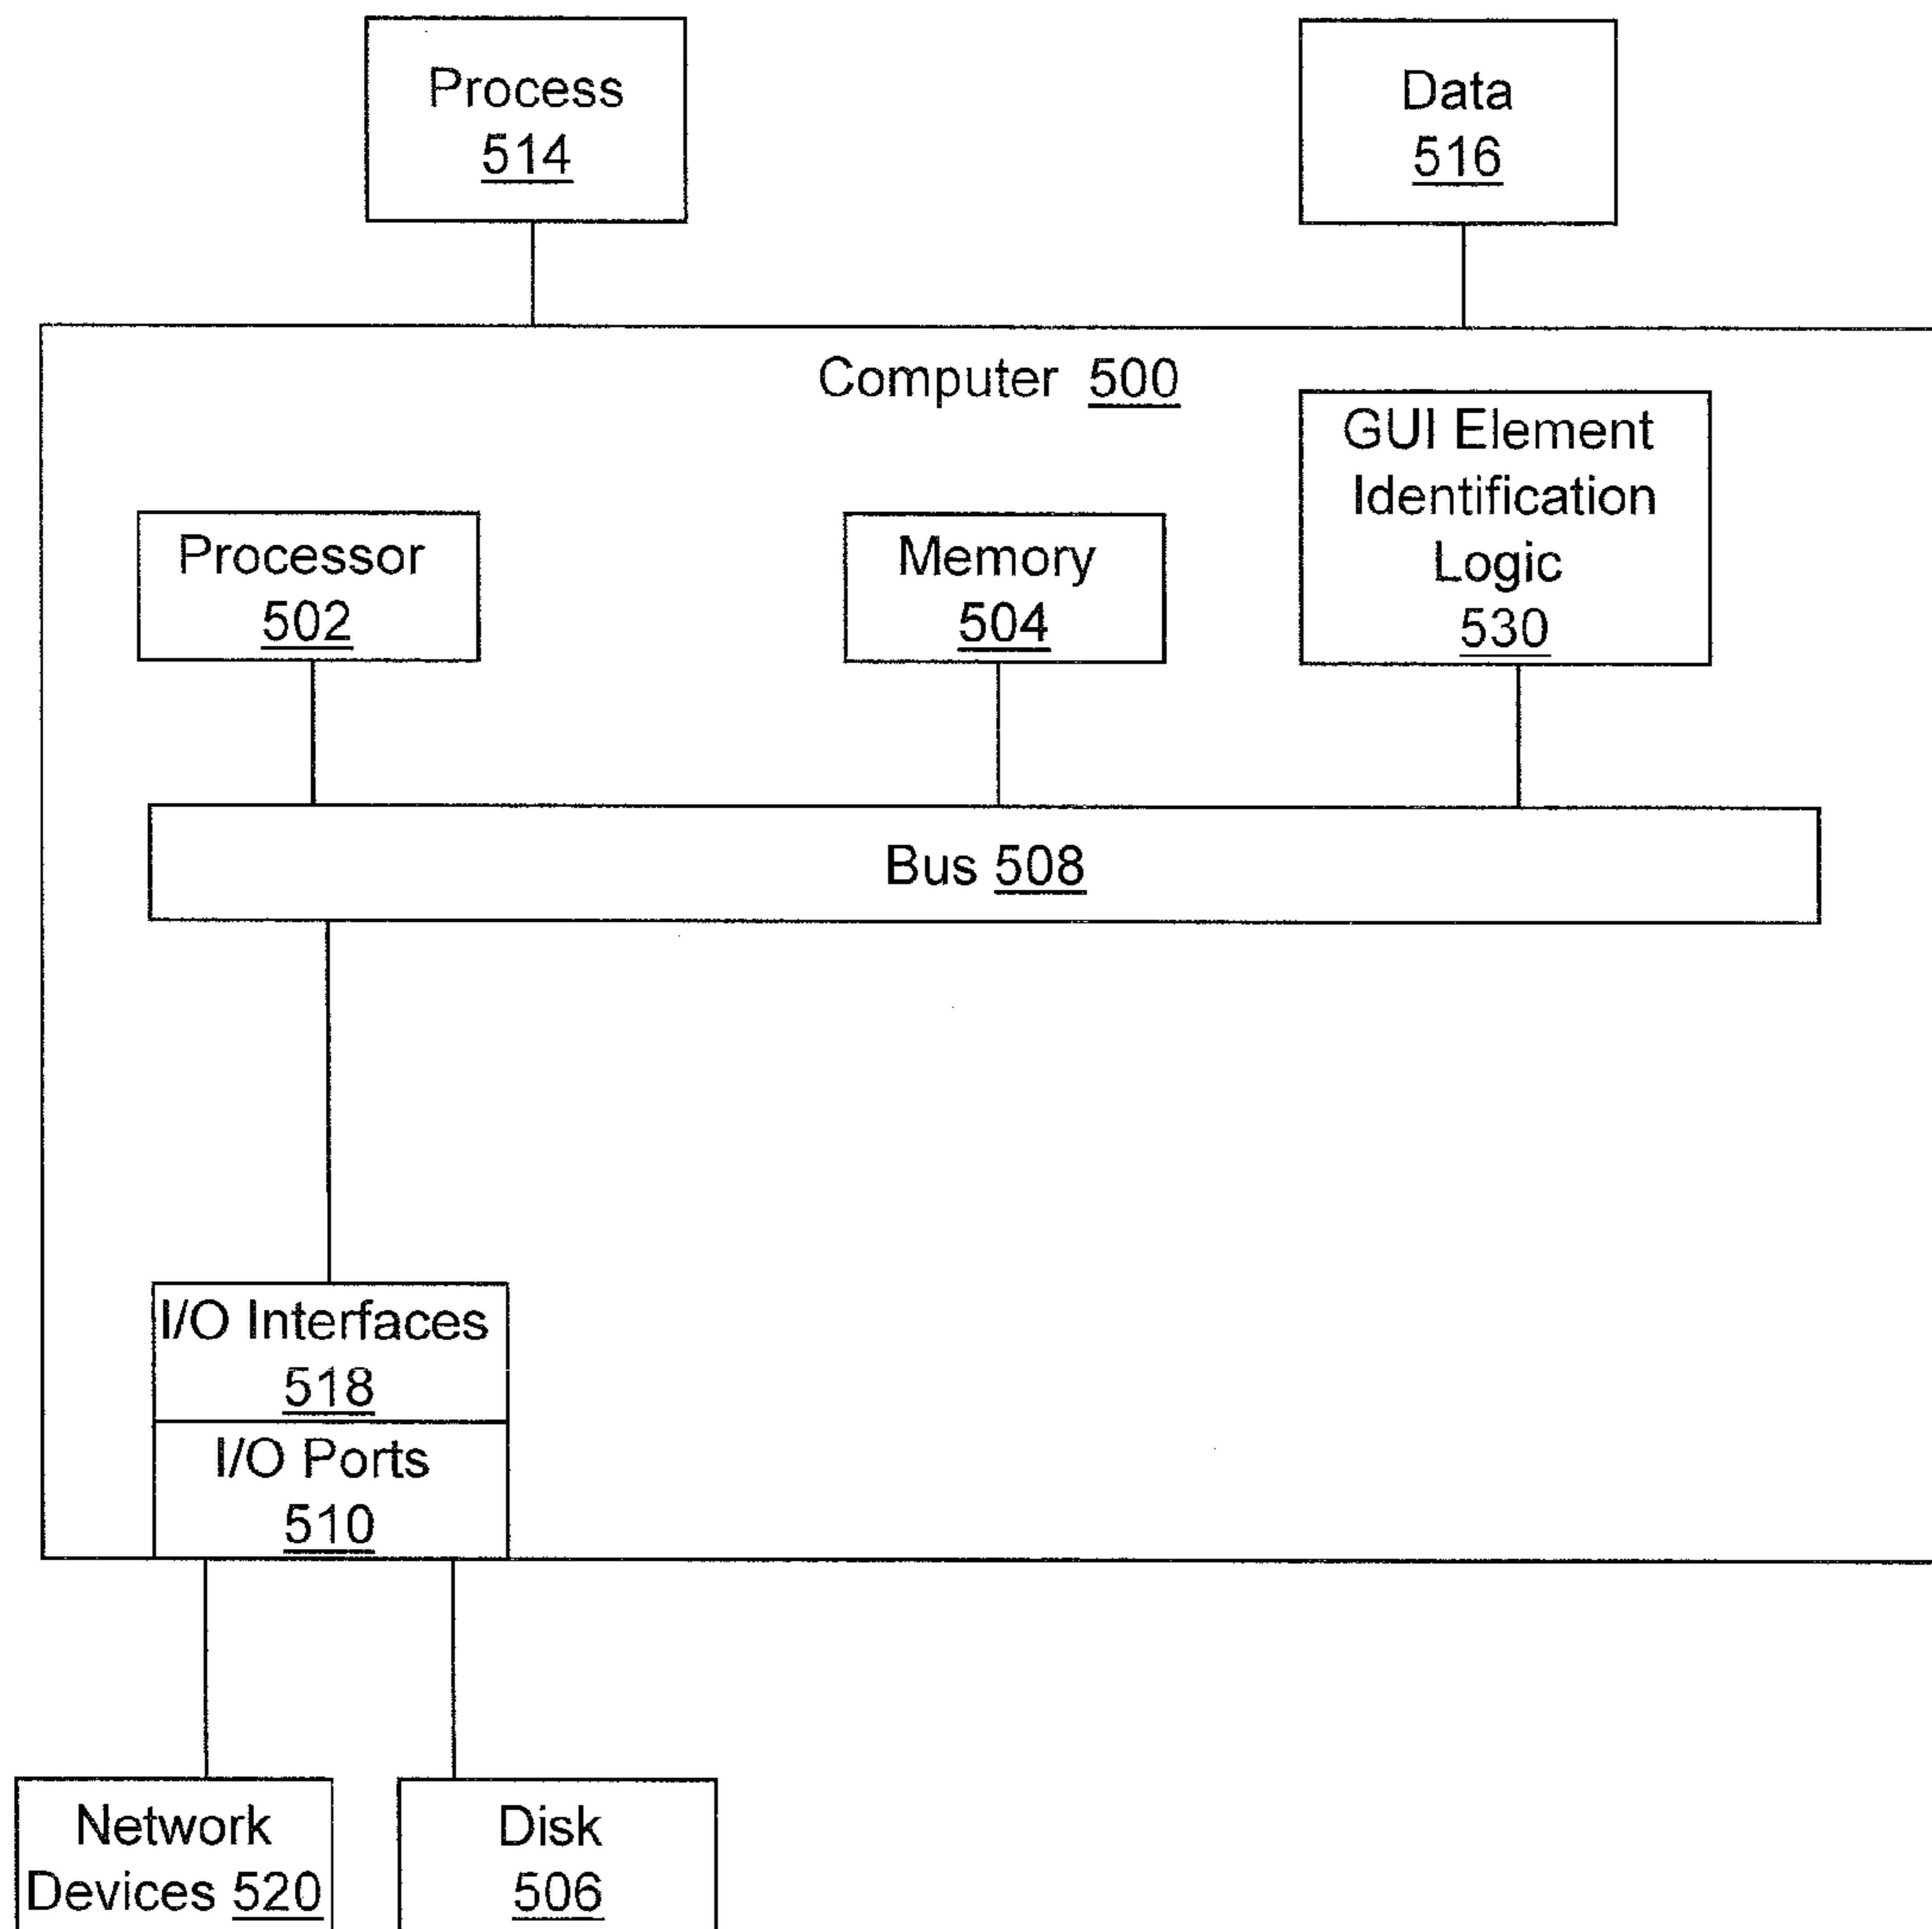 Process
514
Data
516
Computer 500
GUI Element
Identification
Logic
530
Processor
502
Memory
504
Bus 508
I/O Interfaces
518
I/O Ports
510
Network
Devices 520
Disk
506